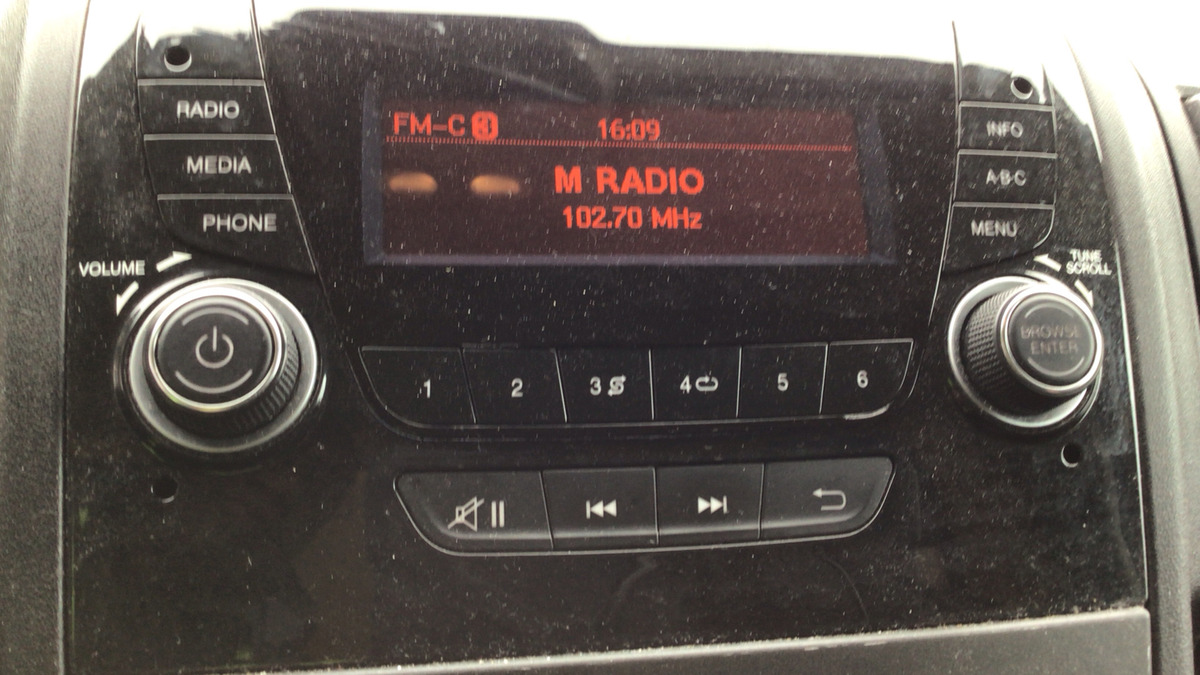 RADIO
MEDIA
PHONE
VOLUME
FM-C
16:09
M RADIO
102.70 MHz
INFO
A-B-C
MENU
TUNE
SCROLL
BROWSE
ENTER
1 2 3 4 5 6